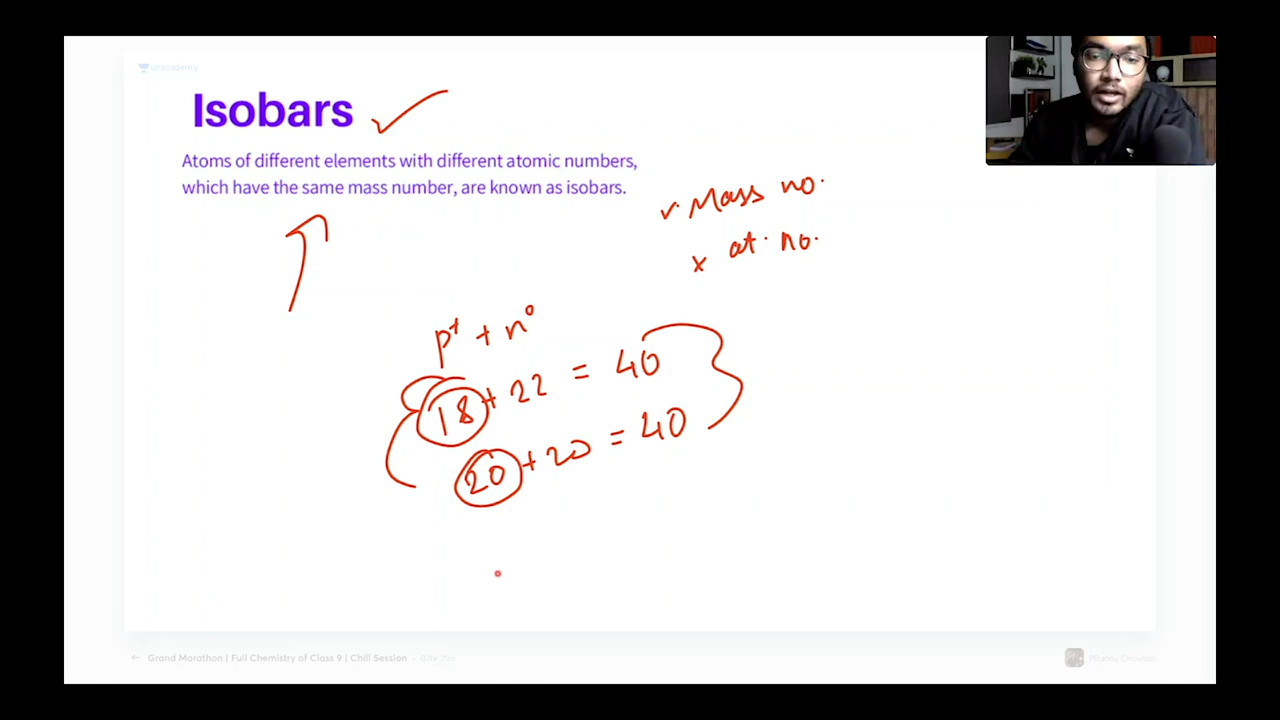 unacademy
Isobars
Atoms of different elements with different atomic numbers,
which have the same mass number, are known as isobars.
Mass no.
x at. no.
p⁺ + n⁰
18 + 22 = 40
20 + 20 = 40
Grand Marathon | Full Chemistry of Class 9 | Chill Session